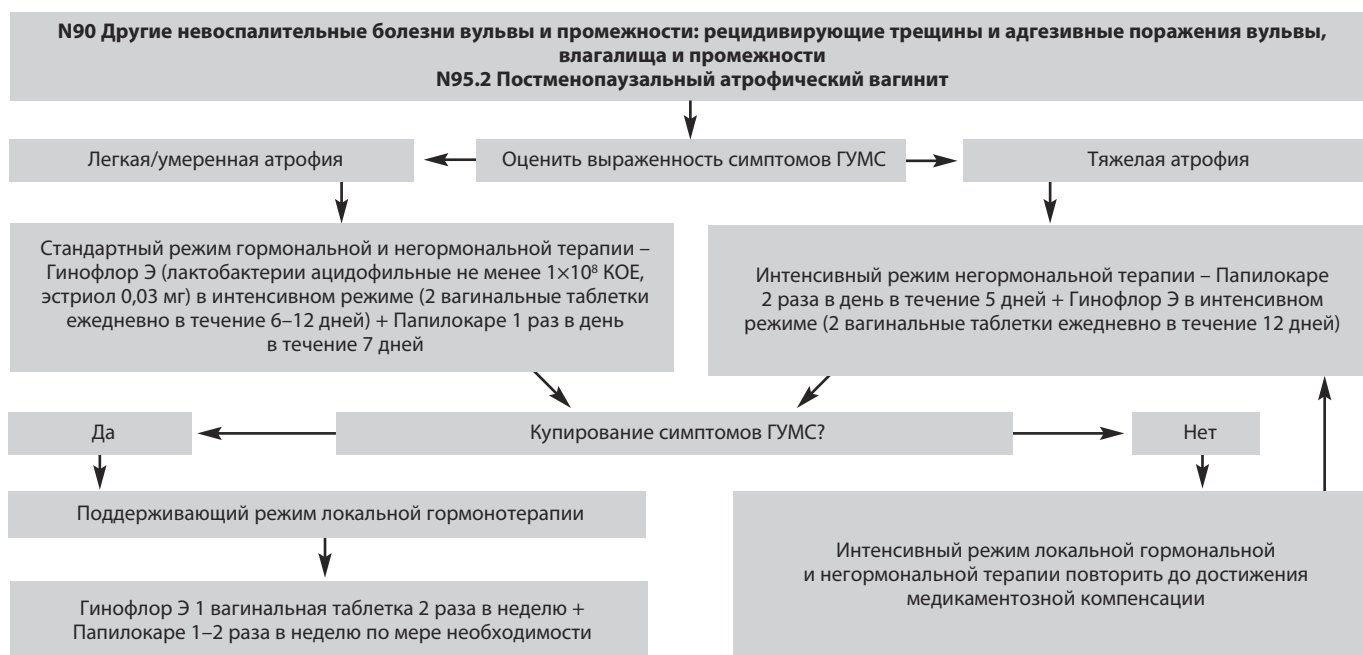 N90 Другие невоспалительные болезни вульвы и промежности: рецидивирующие трещины и адгезивные поражения вульвы,
влагалища и промежности
N95.2 Постменопаузальный атрофический вагинит
Легкая/умеренная атрофия
Оценить выраженность симптомов ГУМС
Тяжелая атрофия
Стандартный режим гормональной и негормональной терапии –
Гинофлор Э (лактобактерии ацидофильные не менее 1×10⁸ КОЕ,
эстриол 0,03 мг) в интенсивном режиме (2 вагинальные таблетки
ежедневно в течение 6–12 дней) + Папилокаре 1 раз в день
в течение 7 дней
Интенсивный режим негормональной терапии – Папилокаре
2 раза в день в течение 5 дней + Гинофлор Э в интенсивном
режиме (2 вагинальные таблетки ежедневно в течение 12 дней)
Да
Купирование симптомов ГУМС?
Нет
Поддерживающий режим локальной гормонотерапии
Интенсивный режим локальной гормональной
и негормональной терапии повторить до достижения
медикаментозной компенсации
Гинофлор Э 1 вагинальная таблетка 2 раза в неделю +
Папилокаре 1–2 раза в неделю по мере необходимости